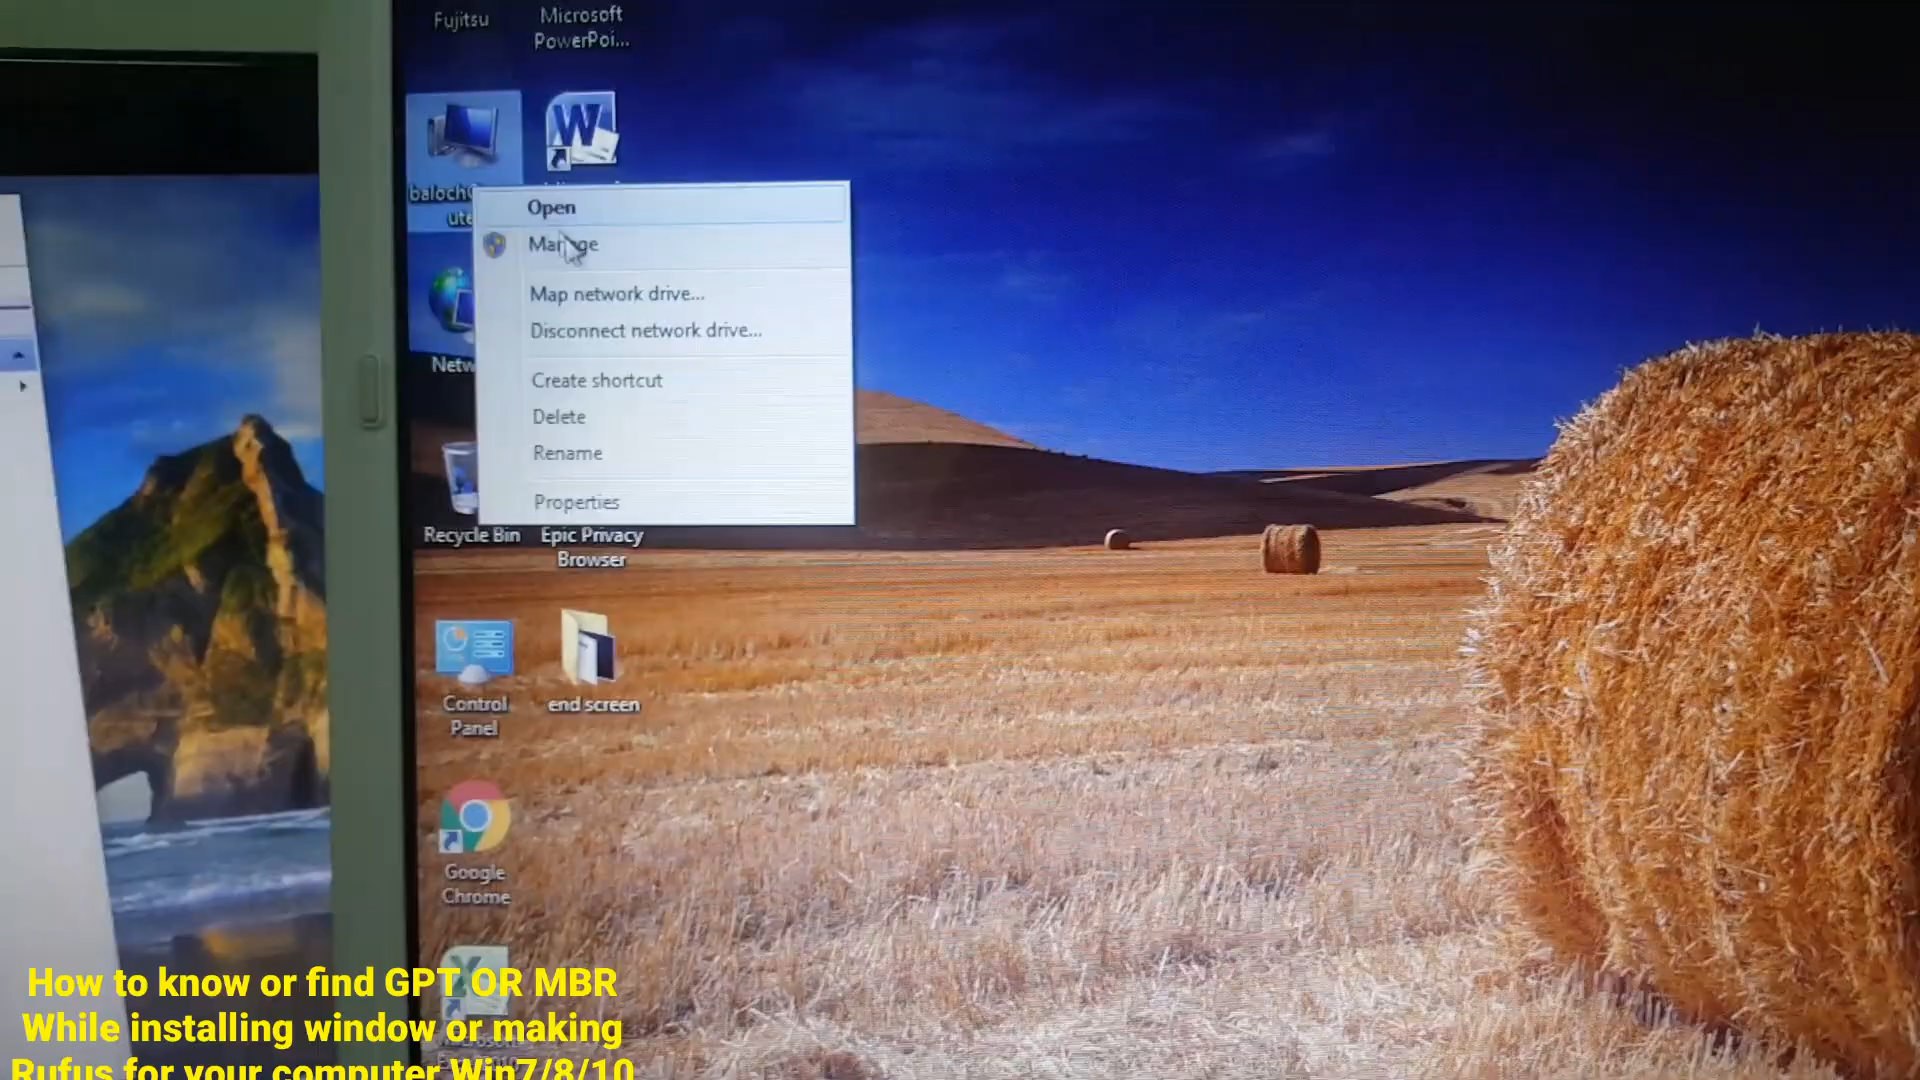 Fujitsu
Microsoft
PowerPoi...
Open
Manage
Map network drive...
Disconnect network drive...
Create shortcut
Delete
Rename
Properties
Netw
Recycle Bin
Epic Privacy
Browser
Control
Panel
end screen
Google
Chrome
How to know or find GPT OR MBR
While installing window or making
Rufus for your computer Win7/8/10